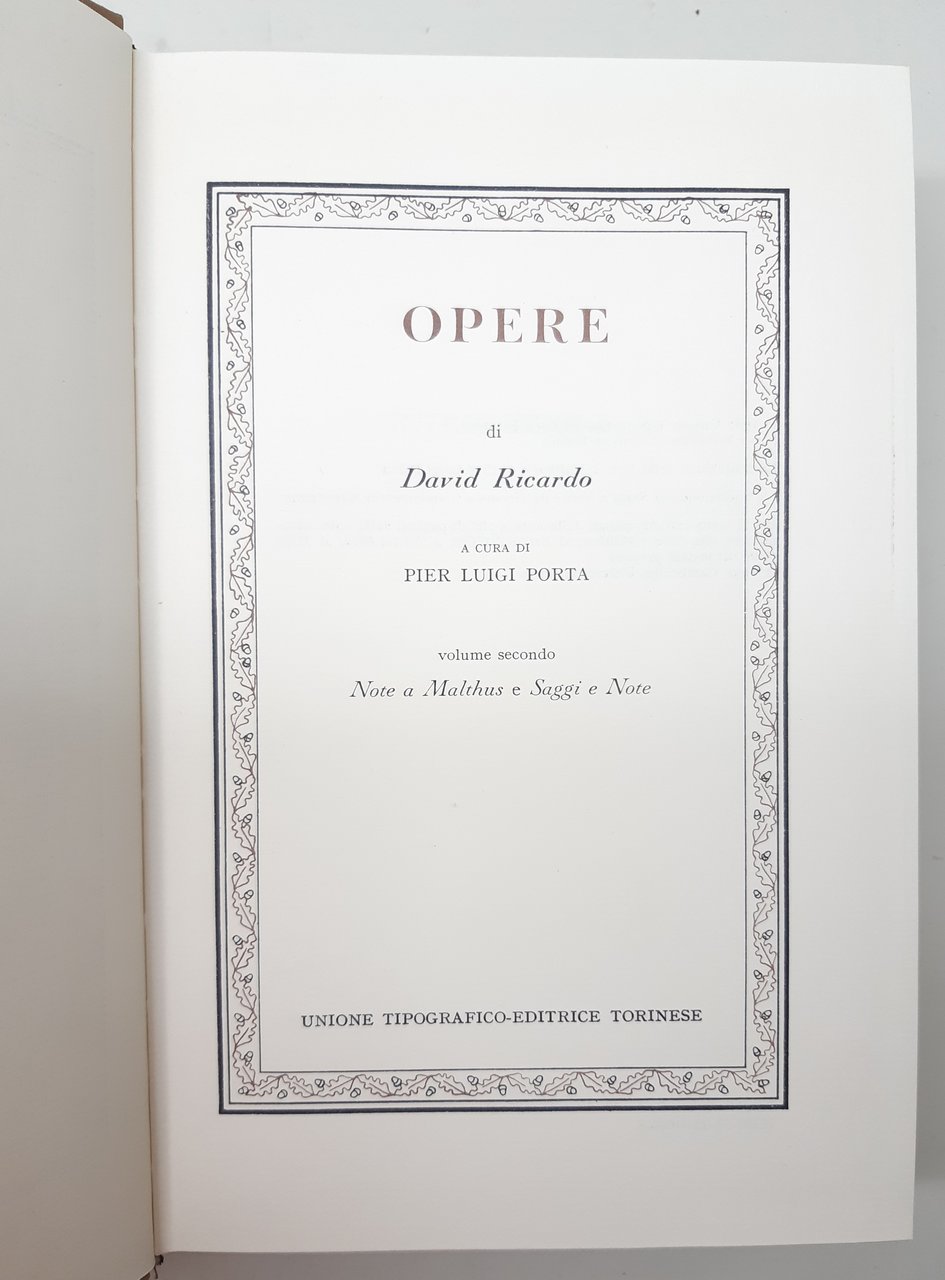 OPERE
di
David Ricardo
A CURA DI
PIER LUIGI PORTA
volume secondo
Note a Malthus e Saggi e Note
UNIONE TIPOGRAFICO-EDITRICE TORINESE